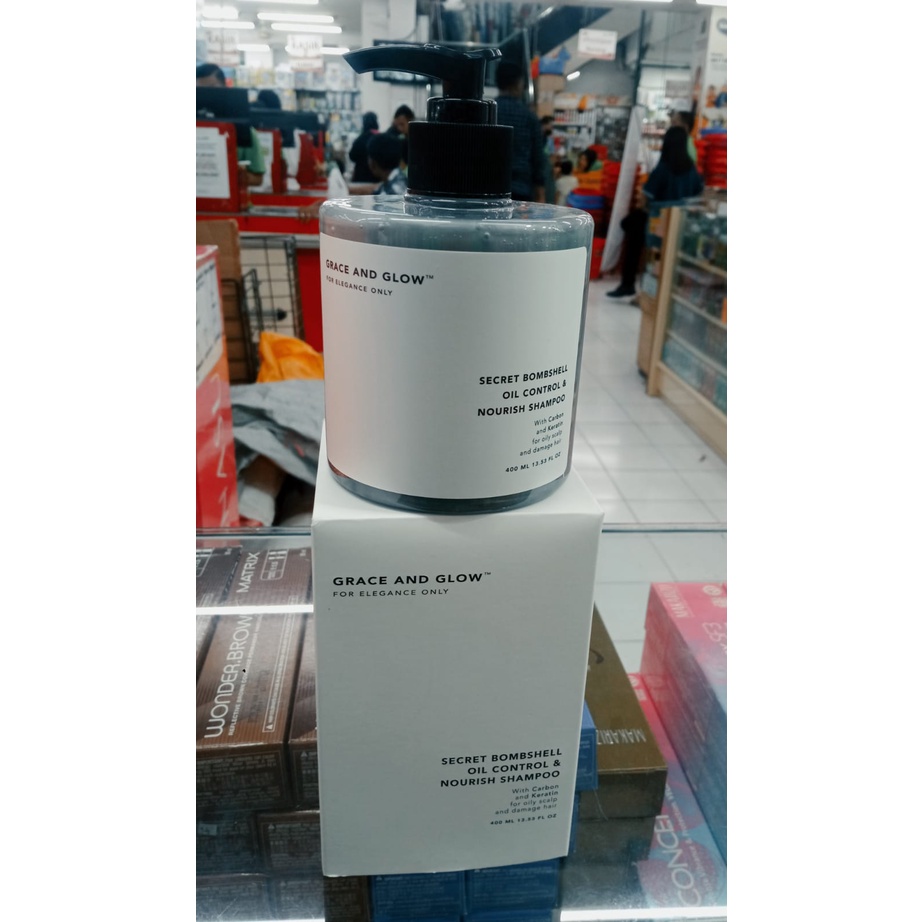 GRACE AND GLOW™
FOR ELEGANCE ONLY
SECRET BOMBSHELL
OIL CONTROL &
NOURISH SHAMPOO
With Carbon
and Keratin
for oily scalp
and damage hair
400 ML 13.53 FL OZ
GRACE AND GLOW™
FOR ELEGANCE ONLY
SECRET BOMBSHELL
OIL CONTROL &
NOURISH SHAMPOO
With Carbon
and Keratin
for oily scalp
and damage hair
400 ML 13.53 FL OZ
MATRIX
WONDER.BROWN
MAKARIZ
CONCEP